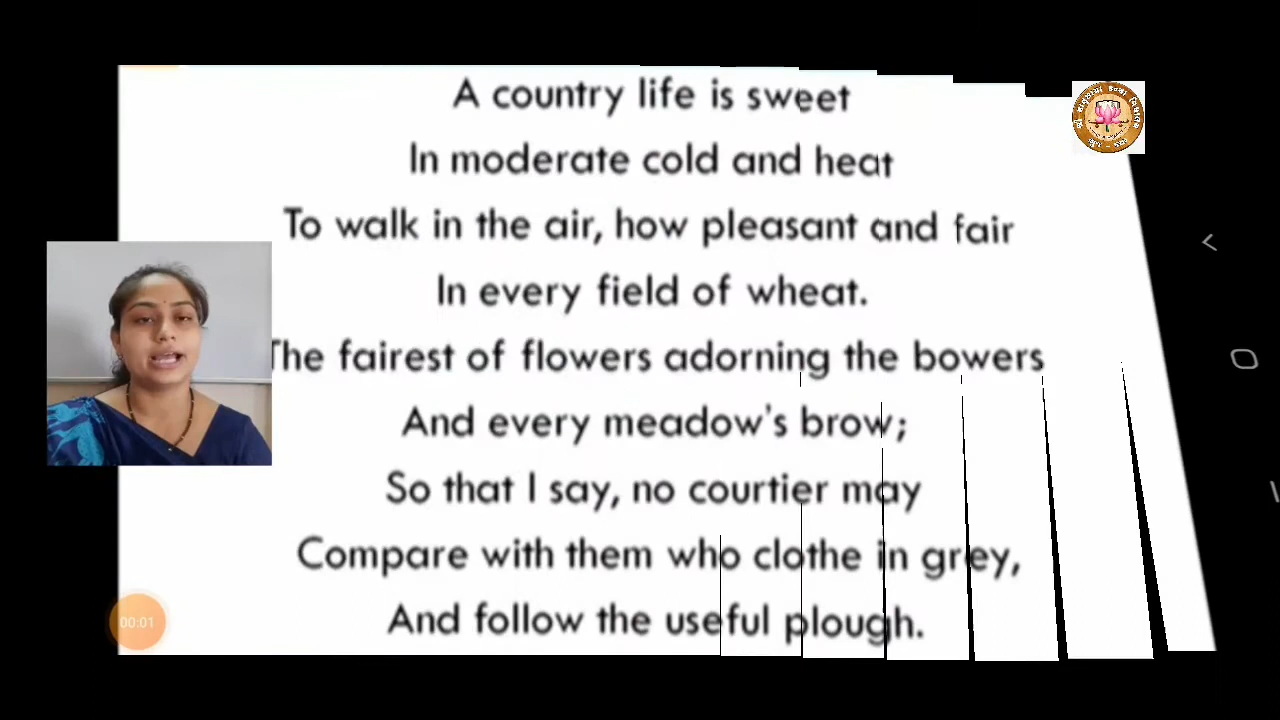 A country life is sweet
In moderate cold and heat
To walk in the air, how pleasant and fair
In every field of wheat.
The fairest of flowers adorning the bowers
And every meadow's brow;
So that I say, no courtier may
Compare with them who clothe in grey,
And follow the useful plough.
00:01